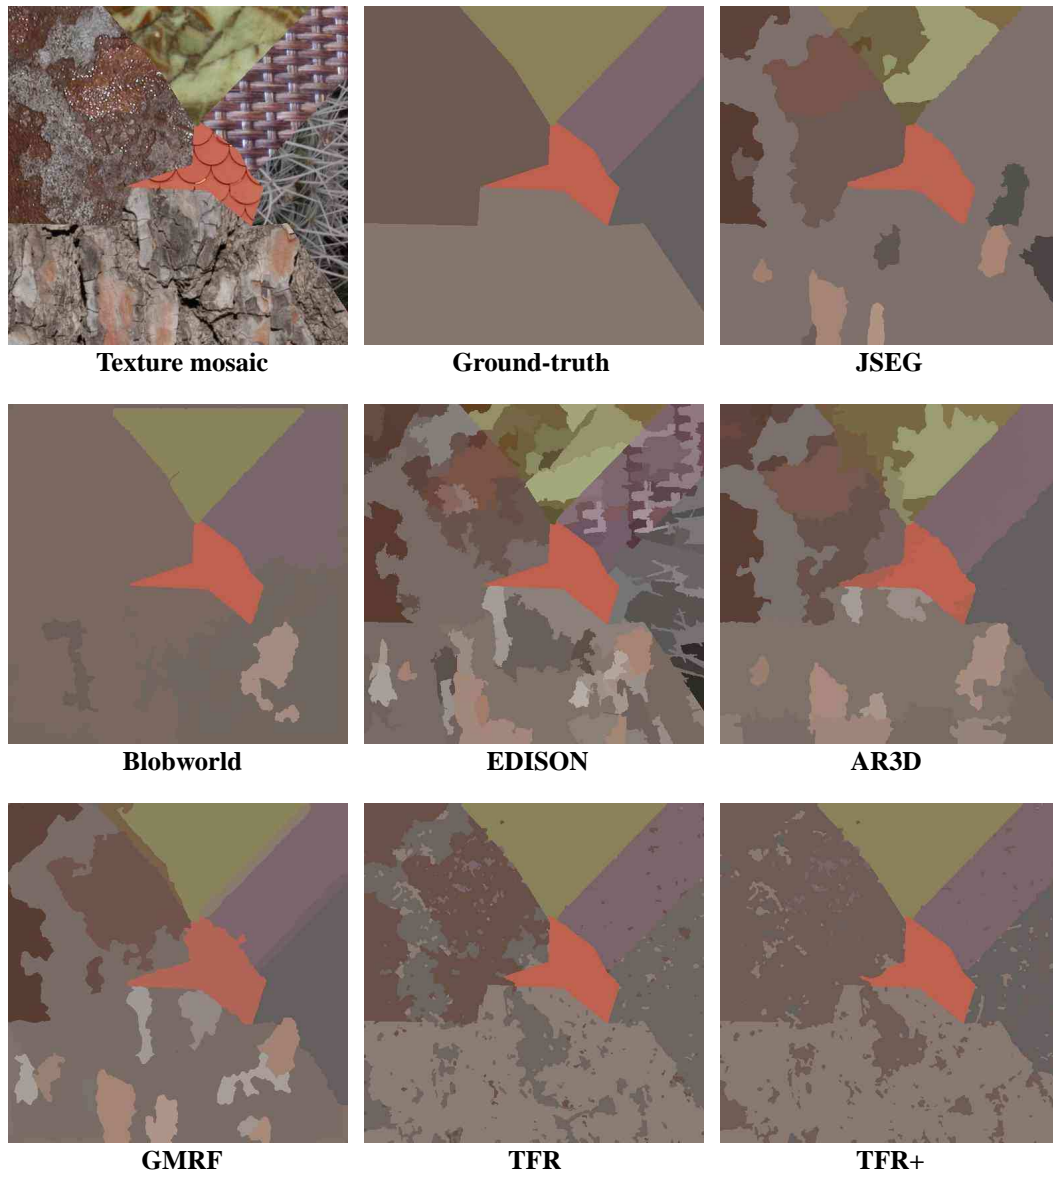 Texture mosaic
Ground-truth
JSEG
Blobworld
EDISON
AR3D
GMRF
TFR
TFR+